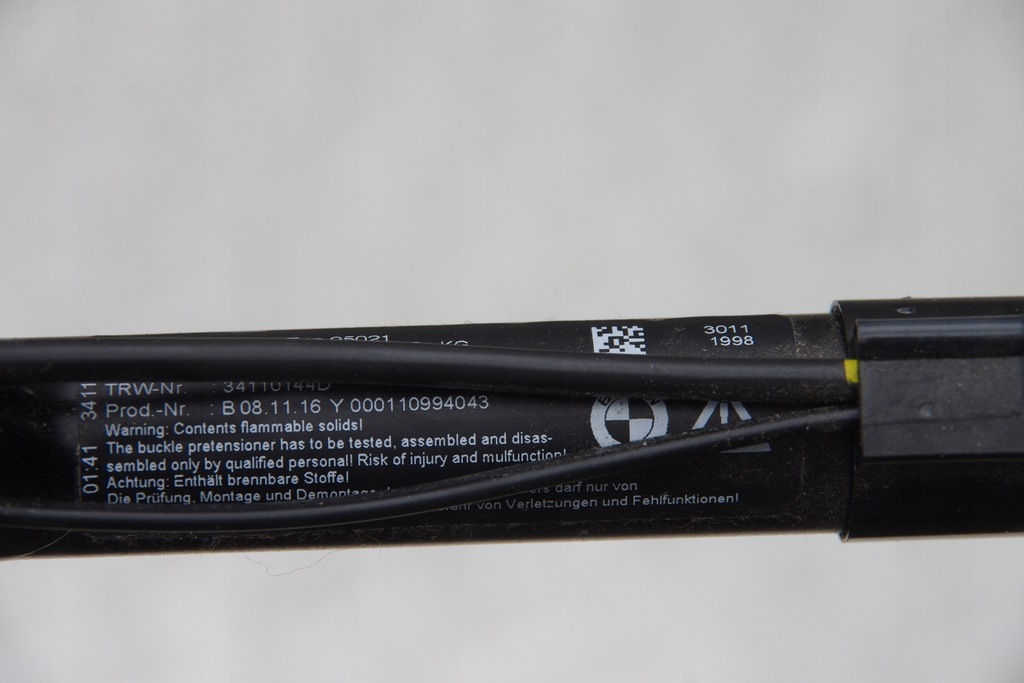 3011
1998
TRW-Nr. : 34110144D
Prod.-Nr. : B 08.11.16 Y 000110994043
Warning: Contents flammable solids!
The buckle pretensioner has to be tested, assembled and disas-
sembled only by qualified personal! Risk of injury and mulfunction!
Achtung: Enthält brennbare Stoffe!
Die Prüfung, Montage und Demontage darf nur von
Verletzungen und Fehlfunktionen!
01:41 3411